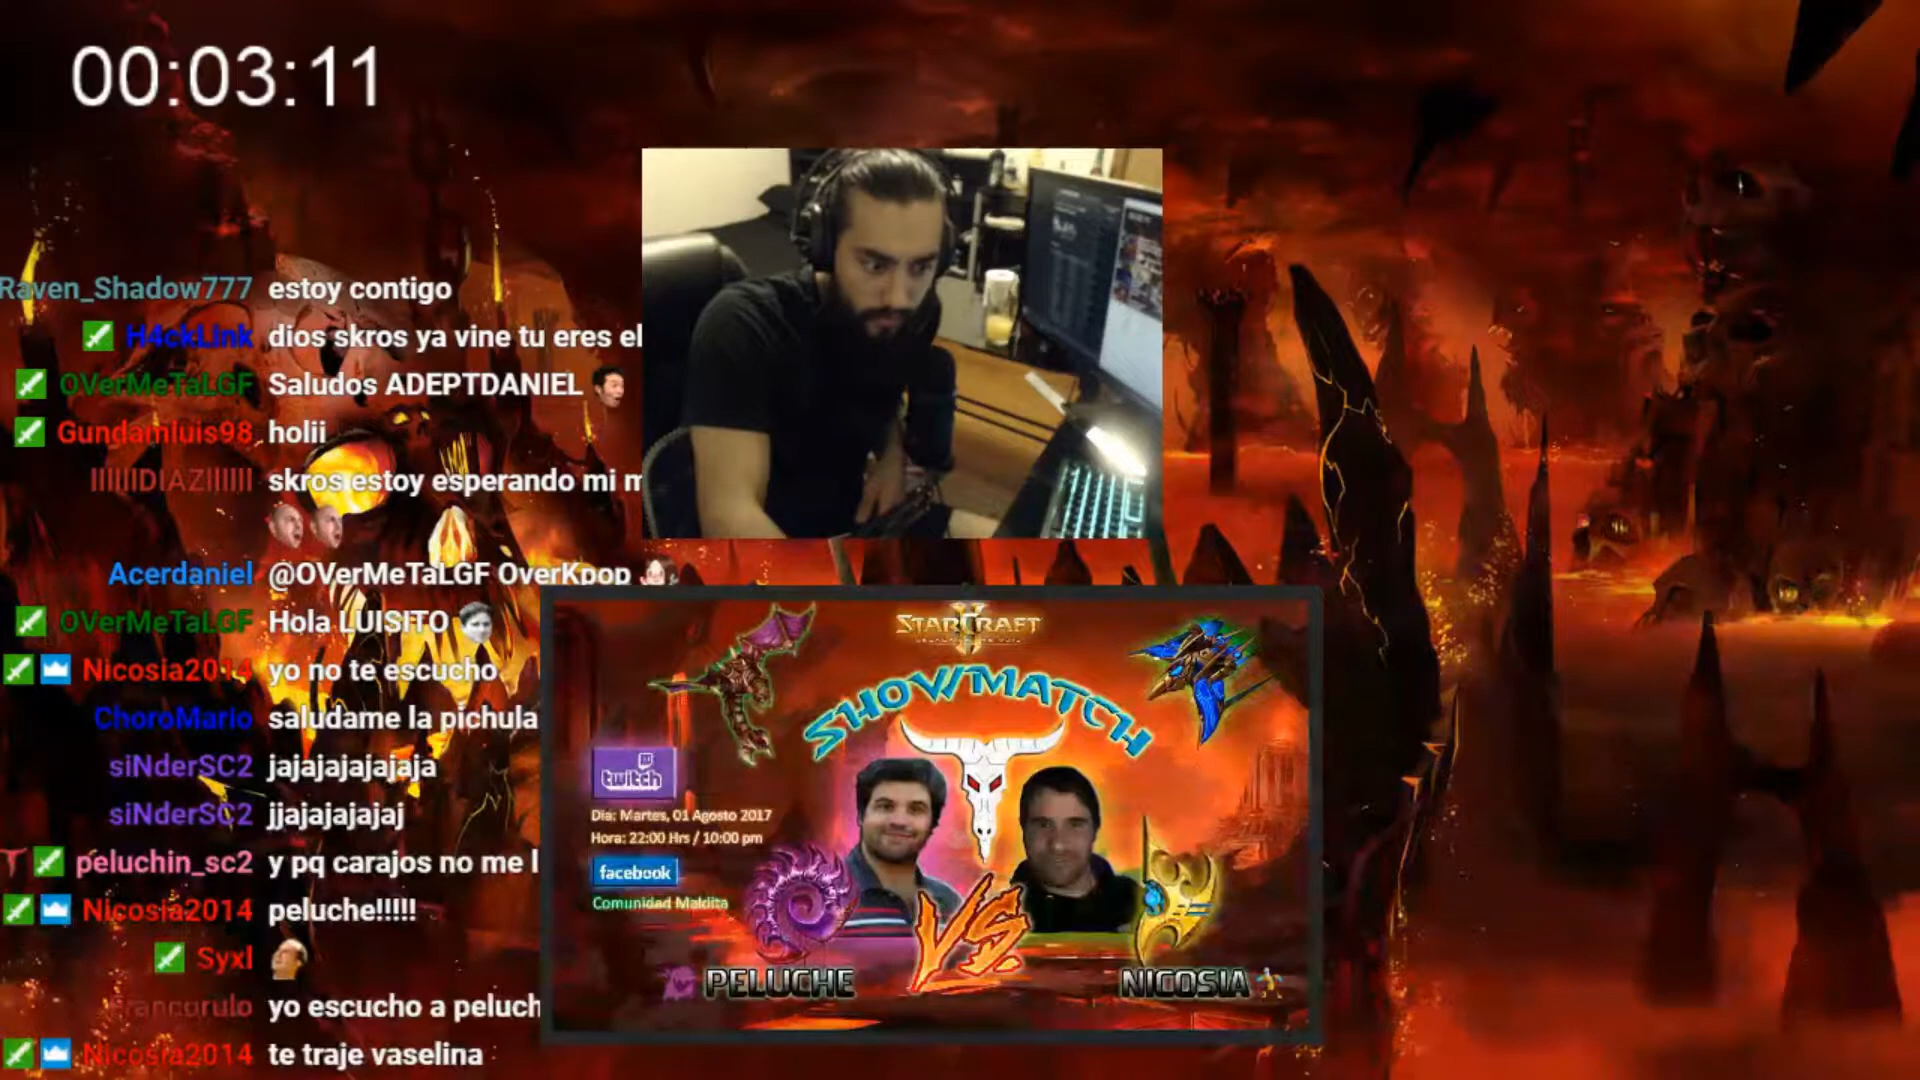 00:03:11
Raven_Shadow777 estoy contigo
H4ckLink dios skros ya vine tu eres el
OVerMeTaLGF Saludos ADEPTDANIEL
Gundamluis98 holii
llllllDIAZllllll skros estoy esperando mi m
Acerdaniel @OVerMeTaLGF OverKpop
OVerMeTaLGF Hola LUISITO
Nicosia2014 yo no te escucho
ChoroMario saludame la pichula
siNderSC2 jajajajajajaja
siNderSC2 jjajajajajaj
peluchin_sc2 y pq carajos no me l
Nicosia2014 peluche!!!!!
Syxl
Francorulo yo escucho a peluch
Nicosia2014 te traje vaselina
STARCRAFT
II
SHOWMATCH
twitch
Día: Martes, 01 Agosto 2017
Hora: 22:00 Hrs / 10:00 pm
facebook
Comunidad Maldita
VS.
PELUCHE
NICOSIA